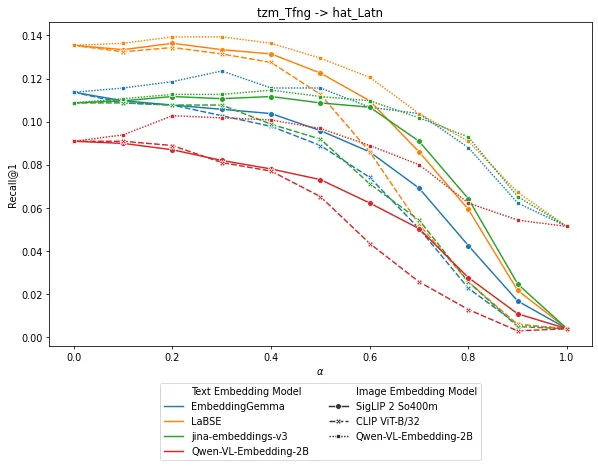 tzm_Tfng -> hat_Latn
Recall@1
0.14
0.12
0.10
0.08
0.06
0.04
0.02
0.00
0.0 0.2 0.4 0.6 0.8 1.0
α
Text Embedding Model
EmbeddingGemma
LaBSE
jina-embeddings-v3
Qwen-VL-Embedding-2B
Image Embedding Model
SigLIP 2 So400m
CLIP ViT-B/32
Qwen-VL-Embedding-2B